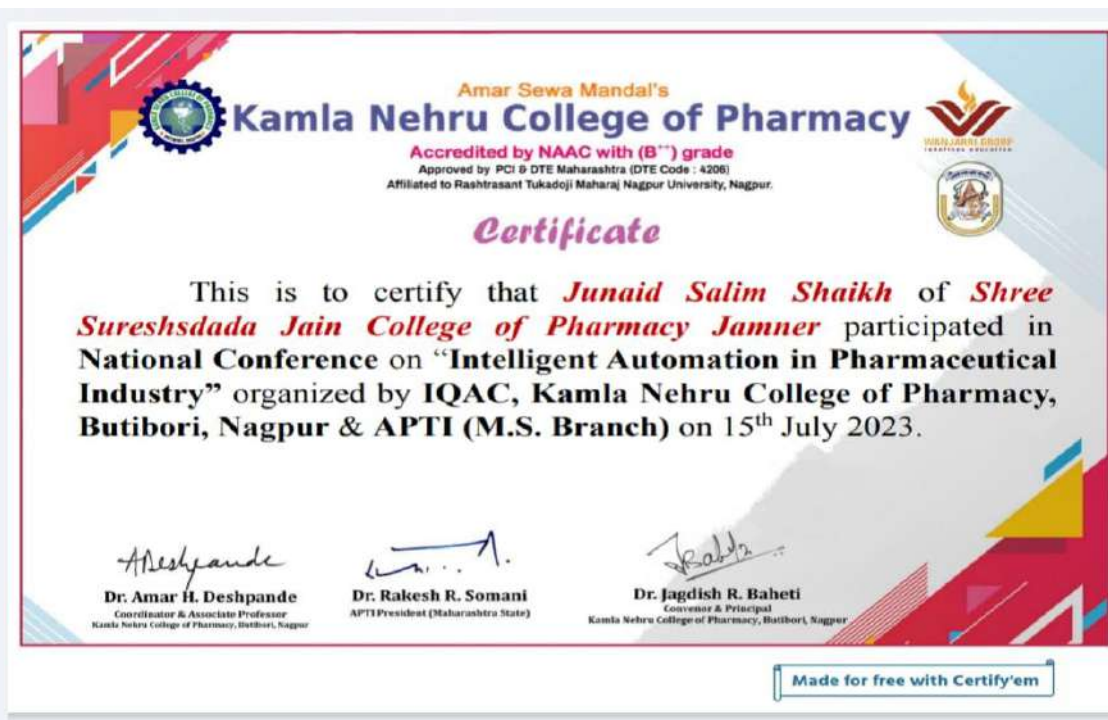 Amar Sewa Mandal's
Kamla Nehru College of Pharmacy
Accredited by NAAC with (B⁺⁺) grade
Approved by PCI & DTE Maharashtra (DTE Code : 4206)
Affiliated to Rashtrasant Tukadoji Maharaj Nagpur University, Nagpur.
WANJARRI GROUP
Certificate
This is to certify that Junaid Salim Shaikh of Shree
Sureshsdada Jain College of Pharmacy Jamner participated in
National Conference on “Intelligent Automation in Pharmaceutical
Industry” organized by IQAC, Kamla Nehru College of Pharmacy,
Butibori, Nagpur & APTI (M.S. Branch) on 15th July 2023.
ADeshpande
Dr. Amar H. Deshpande
Coordinator & Associate Professor
Kamla Nehru College of Pharmacy, Butibori, Nagpur
Dr. Rakesh R. Somani
APTI President (Maharashtra State)
Dr. Jagdish R. Baheti
Convenor & Principal
Kamla Nehru College of Pharmacy, Butibori, Nagpur
Made for free with Certify'em